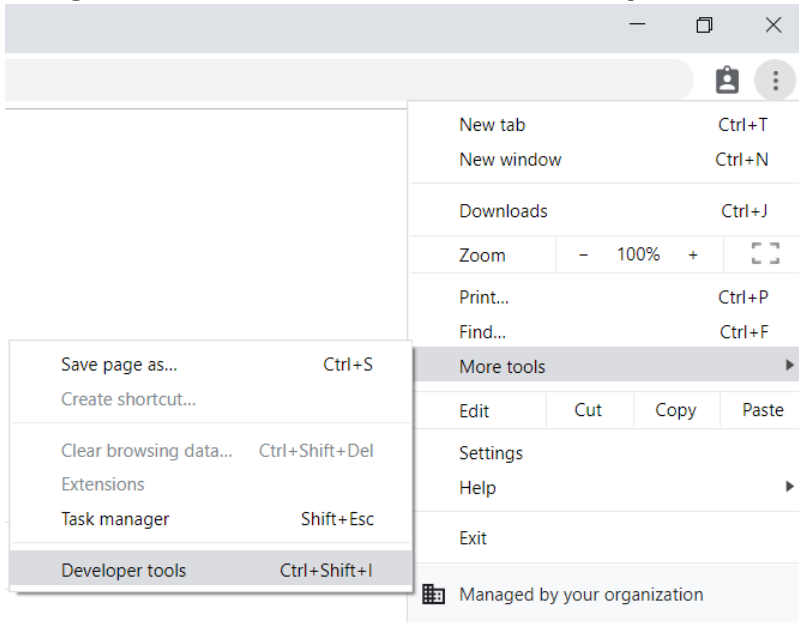 New tab Ctrl+T
New window Ctrl+N
Downloads Ctrl+J
Zoom - 100% +
Print... Ctrl+P
Find... Ctrl+F
More tools
Edit Cut Copy Paste
Settings
Help
Exit
Managed by your organization
Save page as... Ctrl+S
Create shortcut...
Clear browsing data... Ctrl+Shift+Del
Extensions
Task manager Shift+Esc
Developer tools Ctrl+Shift+I